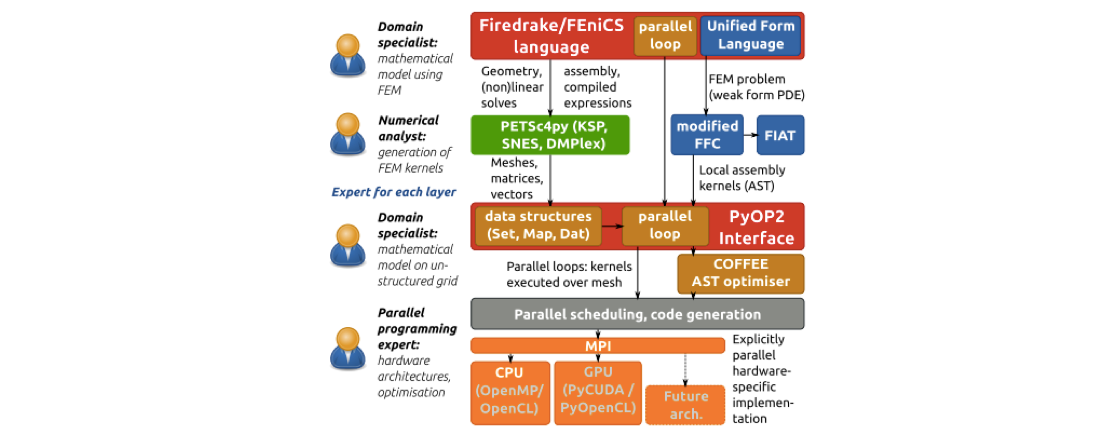 Domain
specialist:
mathematical
model using
FEM
Firedrake/FEniCS
language
parallel
loop
Unified Form
Language
Geometry,
(non)linear
solves
assembly,
compiled
expressions
FEM problem
(weak form PDE)
Numerical
analyst:
generation of
FEM kernels
PETSc4py (KSP,
SNES, DMPlex)
modified
FFC
FIAT
Meshes,
matrices,
vectors
Local assembly
kernels (AST)
Expert for each layer
Domain
specialist:
mathematical
model on un-
structured grid
data structures
(Set, Map, Dat)
parallel
loop
PyOP2
Interface
Parallel loops: kernels
executed over mesh
COFFEE
AST optimiser
Parallel scheduling, code generation
Parallel
programming
expert:
hardware
architectures,
optimisation
MPI
CPU
(OpenMP/
OpenCL)
GPU
(PyCUDA /
PyOpenCL)
Future
arch.
Explicitly
parallel
hardware-
specific
implemen-
tation